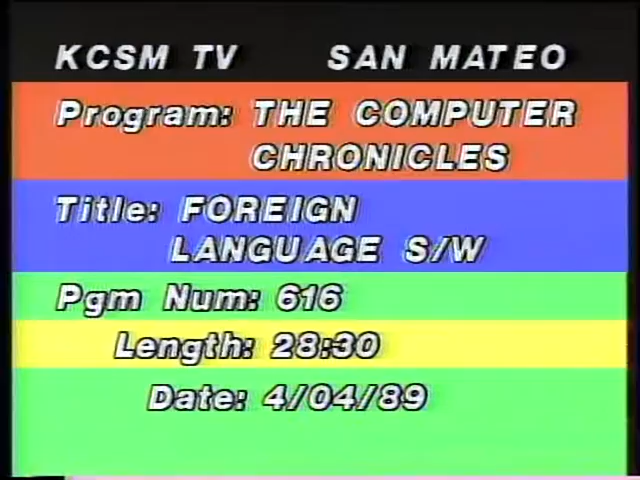 KCSM TV SAN MATEO
Program: THE COMPUTER
CHRONICLES
Title: FOREIGN
LANGUAGE S/W
Pgm Num: 616
Length: 28:30
Date: 4/04/89